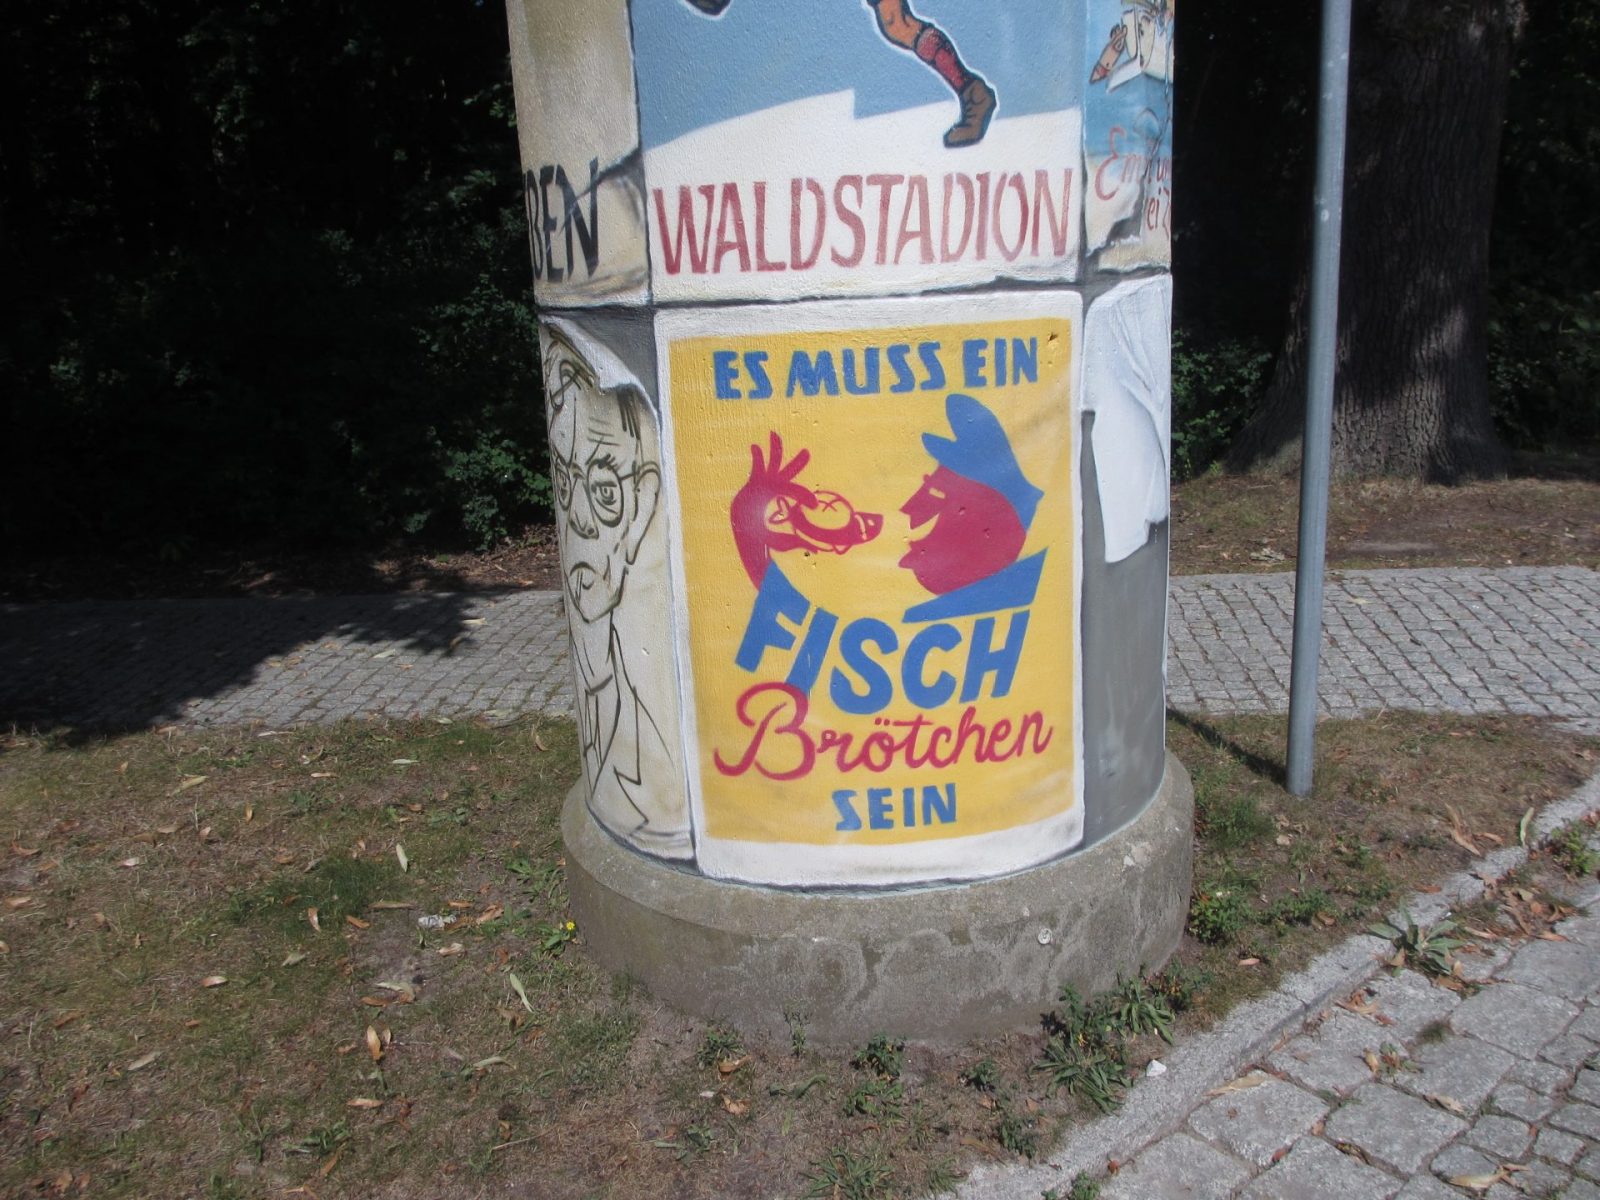 BEN
WALDSTADION
ES MUSS EIN
FISCH
Brötchen
SEIN